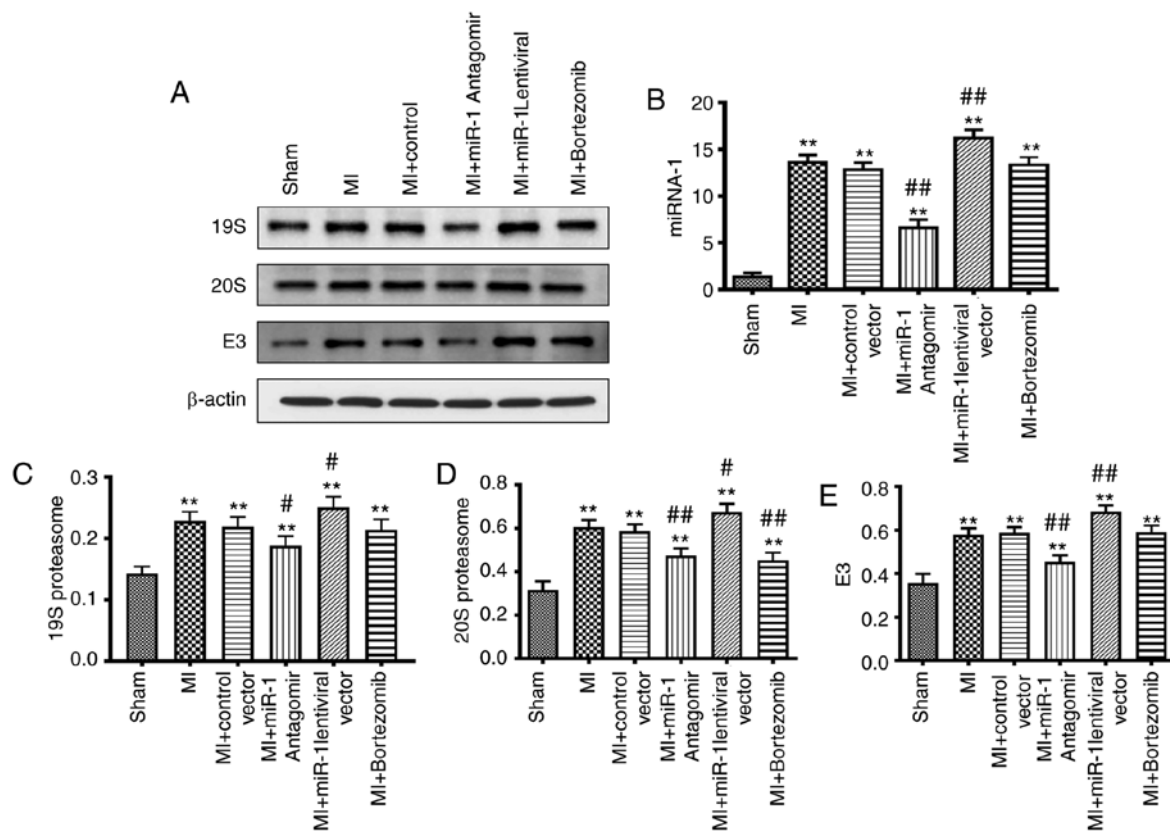 A
Sham
MI
MI+control
MI+miR-1 Antagomir
MI+miR-1Lentiviral
MI+Bortezomib
19S
20S
E3
β-actin
B
miRNA-1
20
15
10
5
0
**
**
##
**
##
**
**
Sham
MI
MI+control
vector
MI+miR-1
Antagomir
MI+miR-1lentiviral
vector
MI+Bortezomib
C
19S proteasome
0.3
0.2
0.1
0.0
**
**
#
**
#
**
**
Sham
MI
MI+control
vector
MI+miR-1
Antagomir
MI+miR-1lentiviral
vector
MI+Bortezomib
D
20S proteasome
0.8
0.6
0.4
0.2
0.0
**
**
##
**
#
**
##
**
Sham
MI
MI+control
vector
MI+miR-1
Antagomir
MI+miR-1lentiviral
vector
MI+Bortezomib
E
E3
0.8
0.6
0.4
0.2
0.0
**
**
##
**
##
**
**
Sham
MI
MI+control
vector
MI+miR-1
Antagomir
MI+miR-1lentiviral
vector
MI+Bortezomib